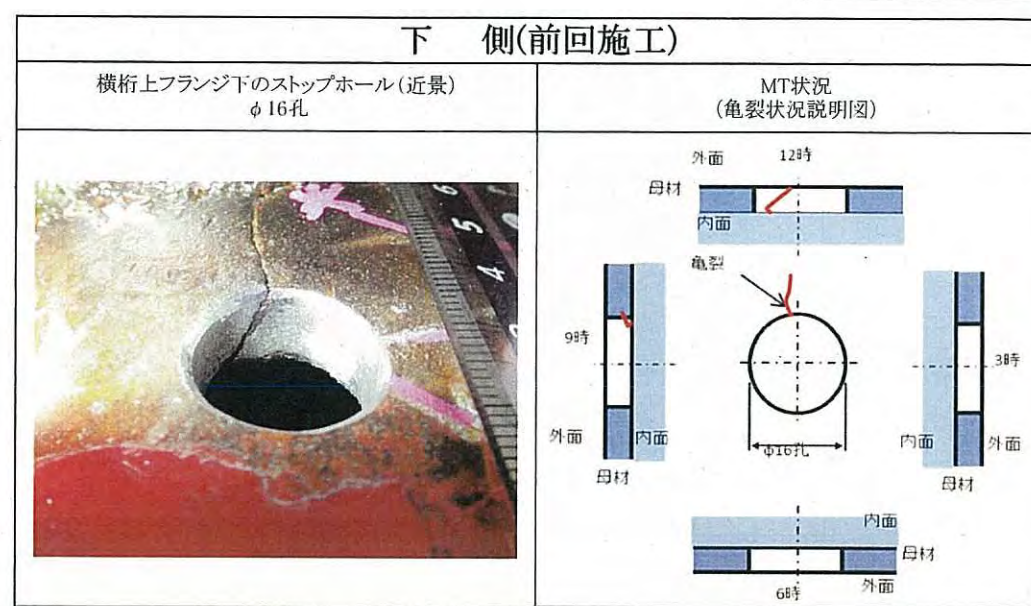 下　側(前回施工)
横桁上フランジ下のストップホール(近景)
φ16孔
MT状況
(亀裂状況説明図)
外面
12時
母材
内面
亀裂
9時
3時
外面
内面
母材
φ16孔
内面
外面
母材
内面
母材
外面
6時
6
5
4